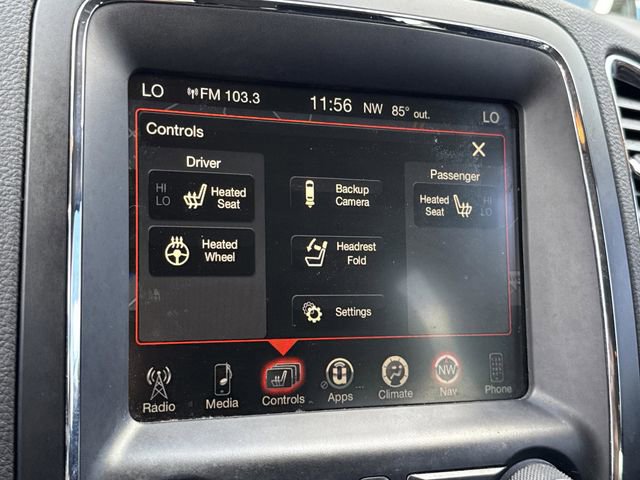 LO FM 103.3 11:56 NW 85° out. LO
Controls
Driver
HI
LO
Heated
Seat
Heated
Wheel
Backup
Camera
Headrest
Fold
Settings
Passenger
Heated
Seat
HI
LO
Radio Media Controls Apps Climate NW Nav Phone